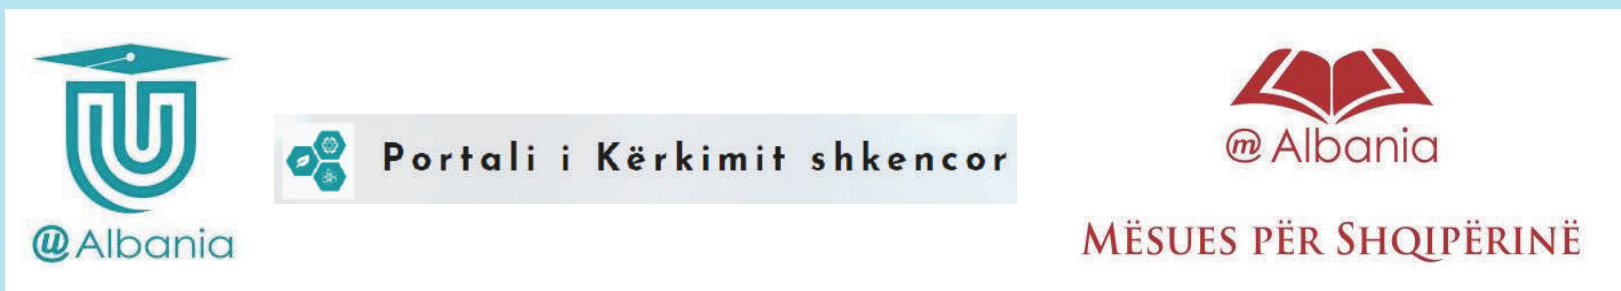 @Albania
Portali i Kërkimit shkencor
@Albania
MËSUES PËR SHQIPËRINË